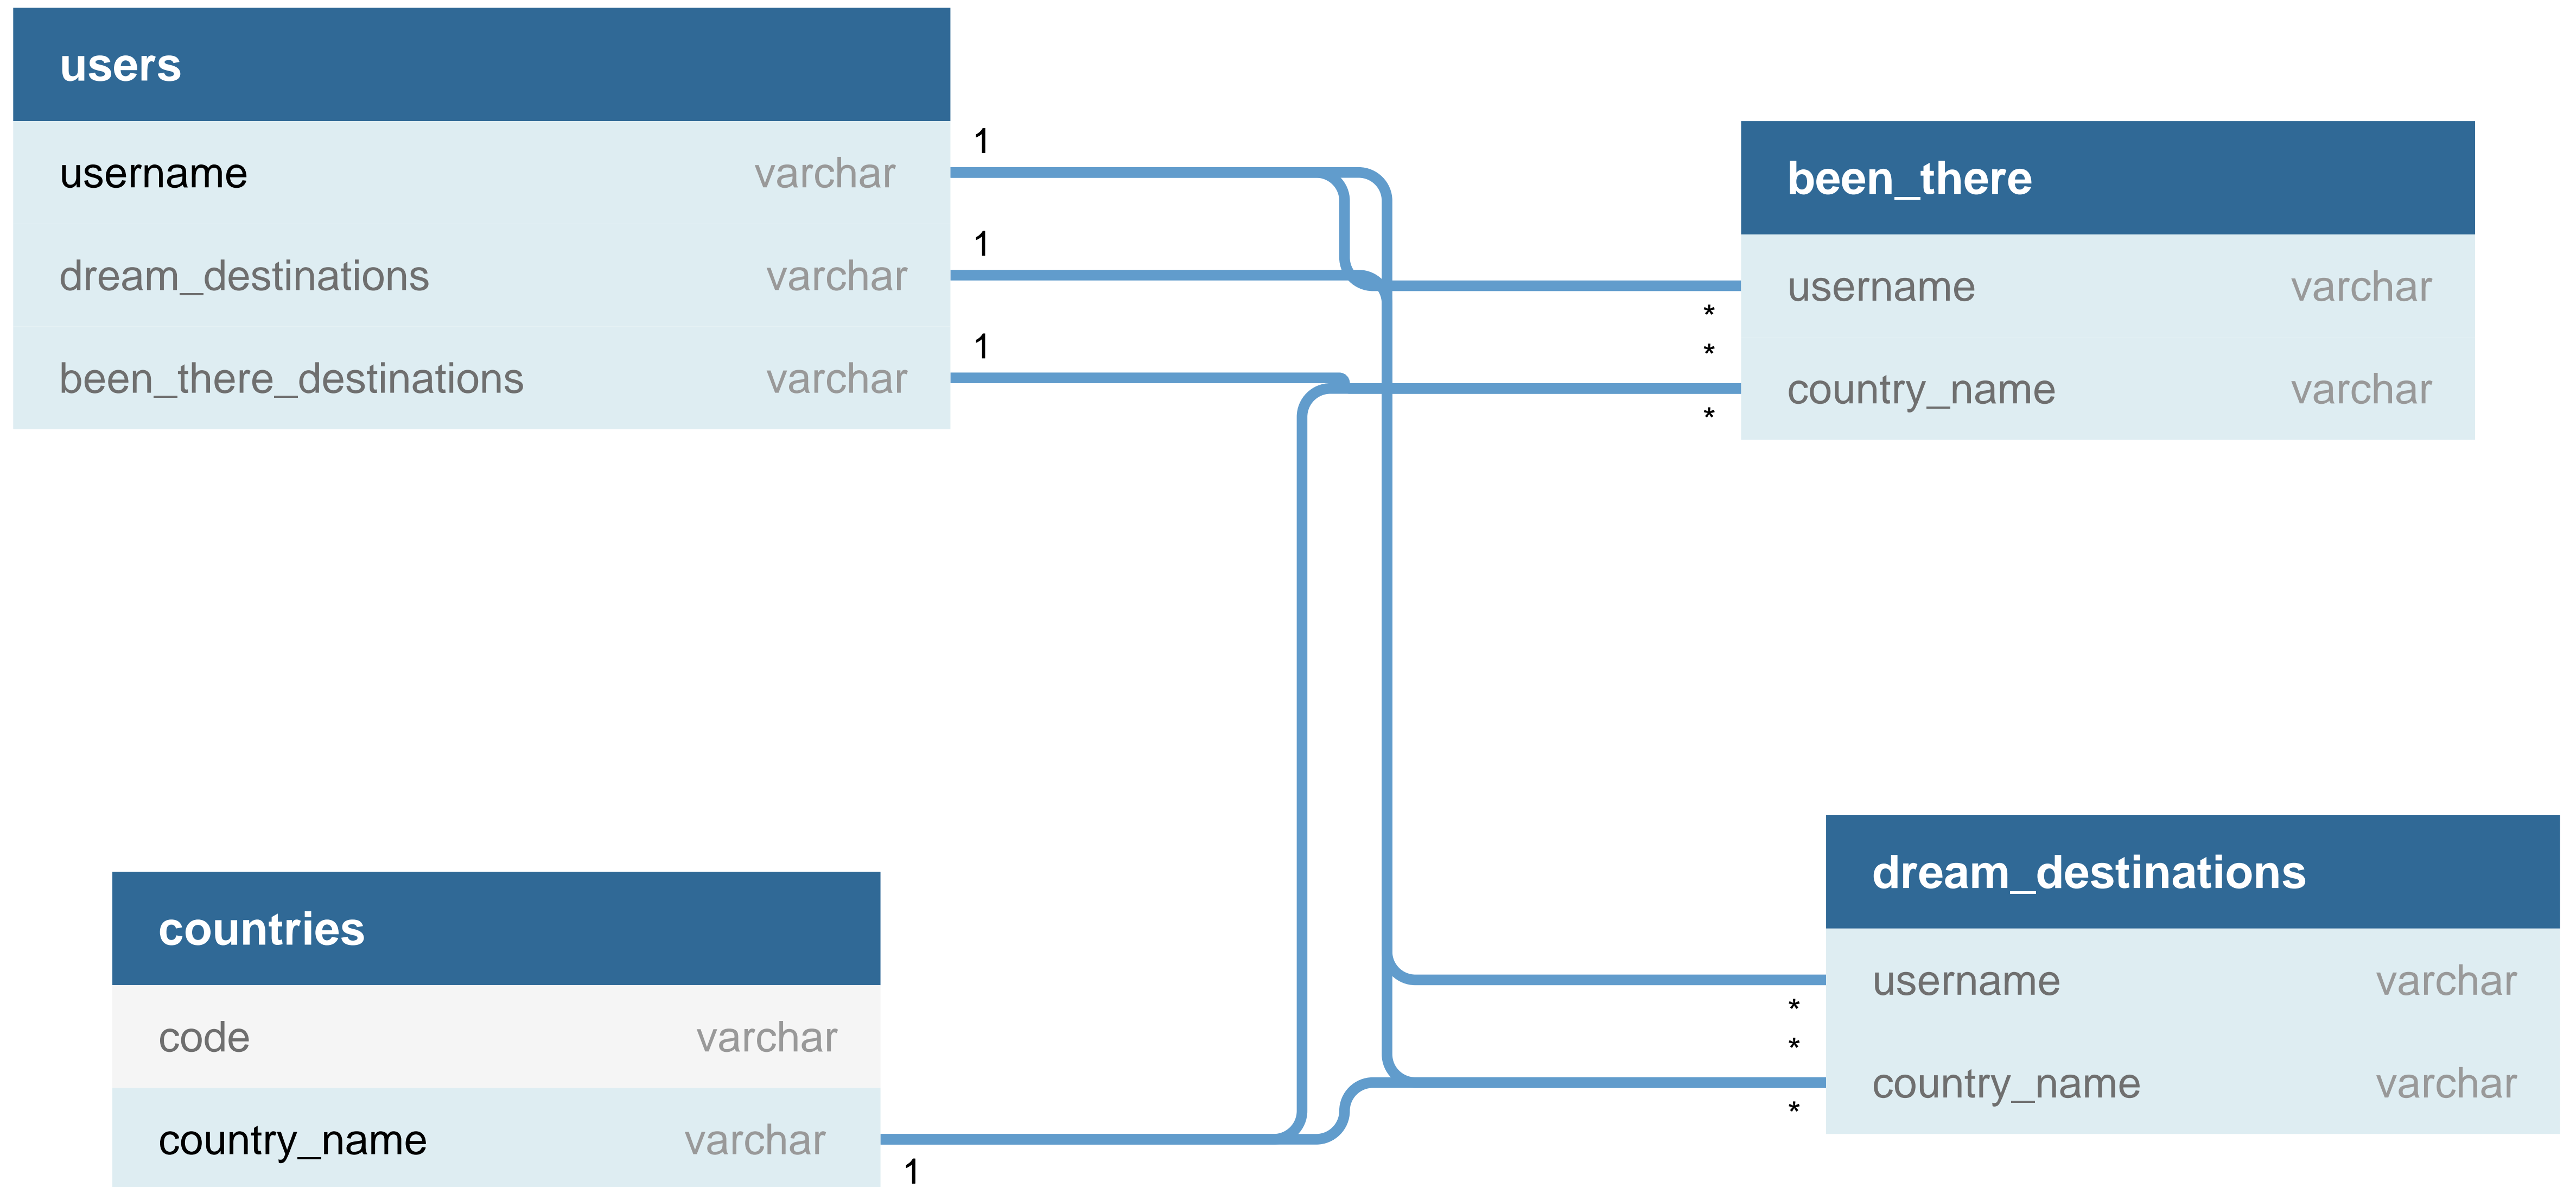 users
username varchar
dream_destinations varchar
been_there_destinations varchar
1
1
1
been_there
username varchar
country_name varchar
*
*
*
countries
code varchar
country_name varchar
1
dream_destinations
username varchar
country_name varchar
*
*
*